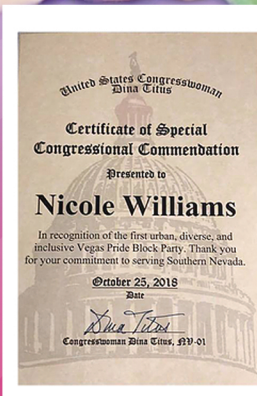 United States Congresswoman
Dina Titus
Certificate of Special
Congressional Commendation
Presented to
Nicole Williams
In recognition of the first urban, diverse, and
inclusive Vegas Pride Block Party. Thank you
for your commitment to serving Southern Nevada.
October 25, 2018
Date
Dina Titus
Congresswoman Dina Titus, NV-01